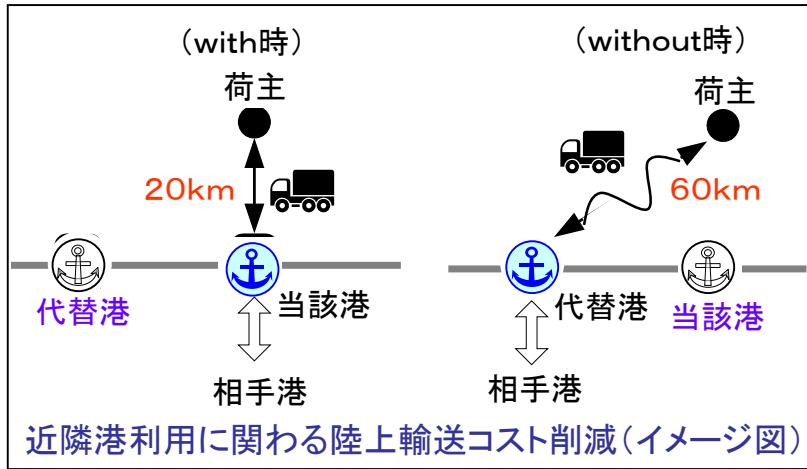 (with時)
荷主
20km
代替港
当該港
相手港
(without時)
荷主
60km
代替港
当該港
相手港
近隣港利用に関わる陸上輸送コスト削減(イメージ図)